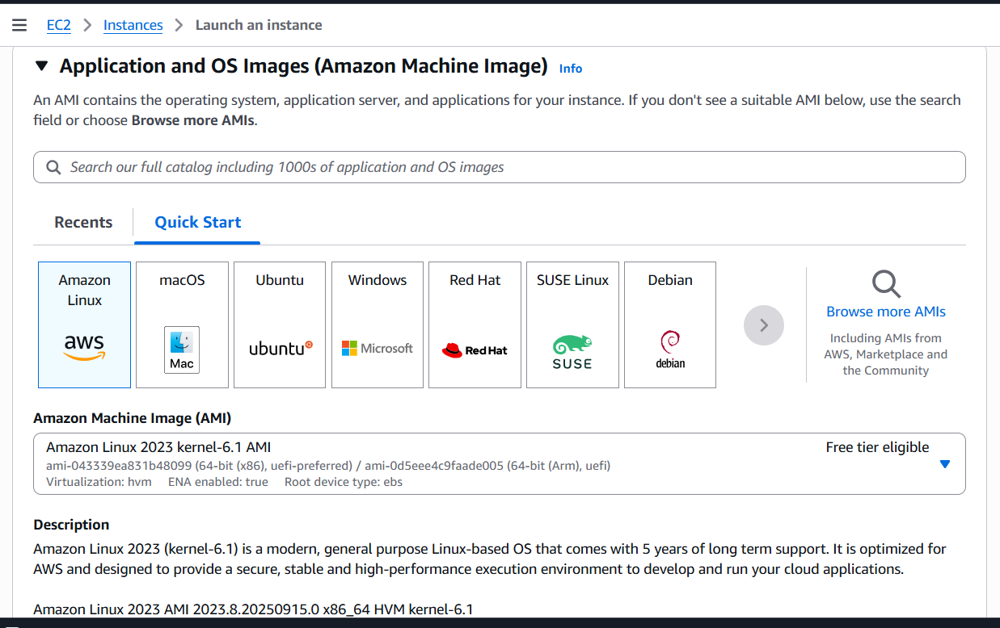 EC2 > Instances > Launch an instance
Application and OS Images (Amazon Machine Image) Info
An AMI contains the operating system, application server, and applications for your instance. If you don't see a suitable AMI below, use the search
field or choose Browse more AMIs.
Search our full catalog including 1000s of application and OS images
Recents Quick Start
Amazon
Linux
aws
macOS
Mac
Ubuntu
ubuntu
Windows
Microsoft
Red Hat
Red Hat
SUSE Linux
SUSE
Debian
debian
Browse more AMIs
Including AMIs from
AWS, Marketplace and
the Community
Amazon Machine Image (AMI)
Amazon Linux 2023 kernel-6.1 AMI Free tier eligible
ami-043339ea831b48099 (64-bit (x86), uefi-preferred) / ami-0d5eee4c9faade005 (64-bit (Arm), uefi)
Virtualization: hvm ENA enabled: true Root device type: ebs
Description
Amazon Linux 2023 (kernel-6.1) is a modern, general purpose Linux-based OS that comes with 5 years of long term support. It is optimized for
AWS and designed to provide a secure, stable and high-performance execution environment to develop and run your cloud applications.
Amazon Linux 2023 AMI 2023.8.20250915.0 x86_64 HVM kernel-6.1